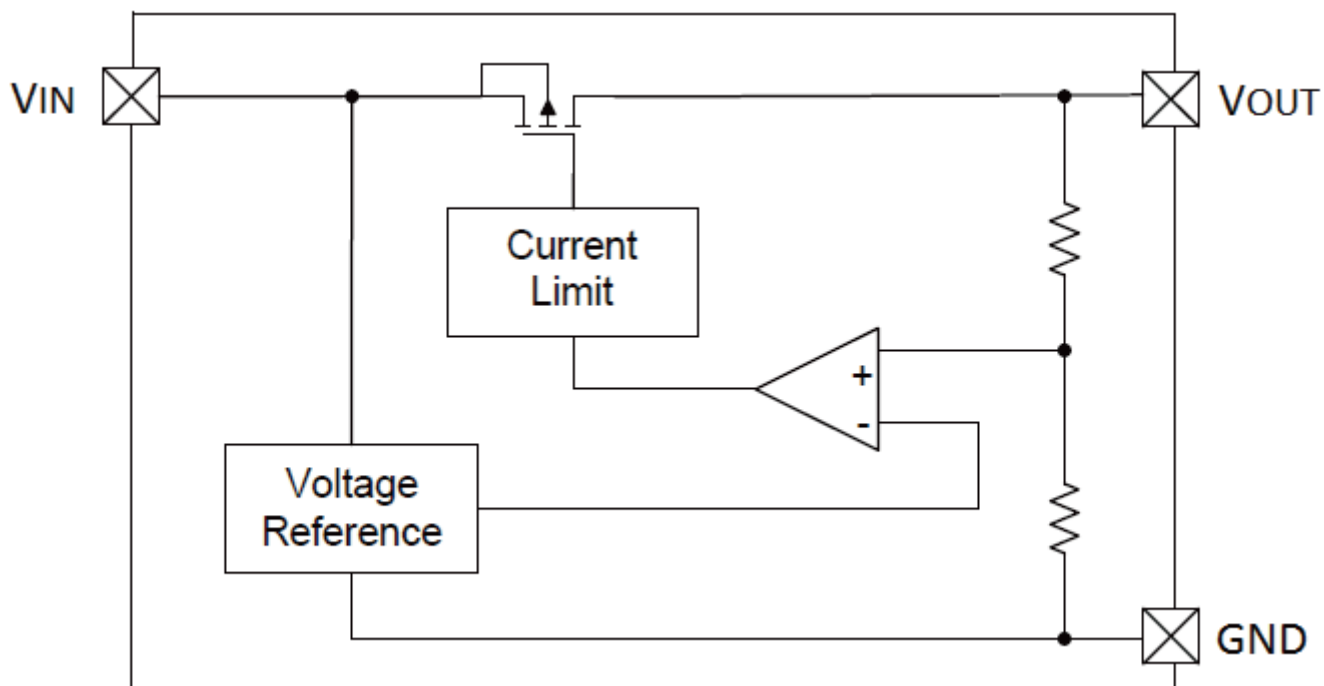 VIN
VOUT
Current
Limit
+
-
Voltage
Reference
GND